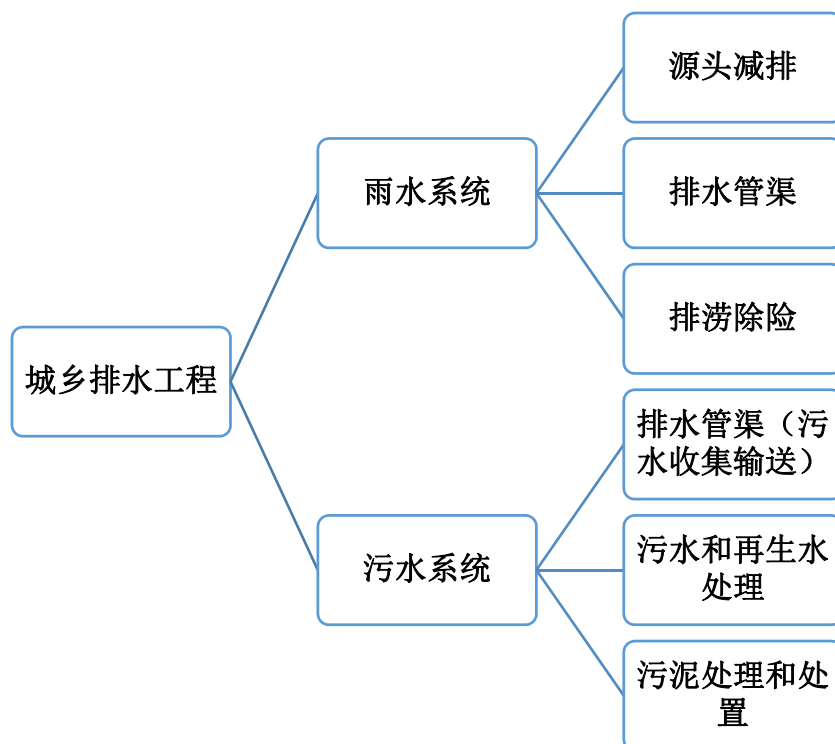 源头减排
雨水系统
排水管渠
排涝除险
城乡排水工程
排水管渠（污
水收集输送）
污水系统
污水和再生水
处理
污泥处理和处
置